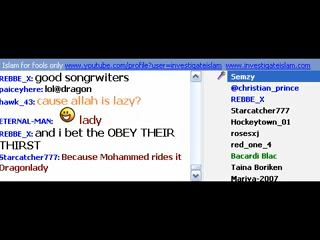 Islam for fools only www.youtube.com/profile?user=investigateislam www.investigateislam.com
REBBE_X: good songrwriters
paiceyhere: lol@dragon
hawk_43: cause allah is lazy?
ETERNAL-MAN: lady
REBBE_X: and i bet the OBEY THEIR
THIRST
Starcatcher777: Because Mohammed rides it
Dragonlady
Semzy
@christian_prince
REBBE_X
Starcatcher777
Hockeytown_01
rosesxj
red_one_4
Bacardi Blac
Taina Boriken
Mariya-2007